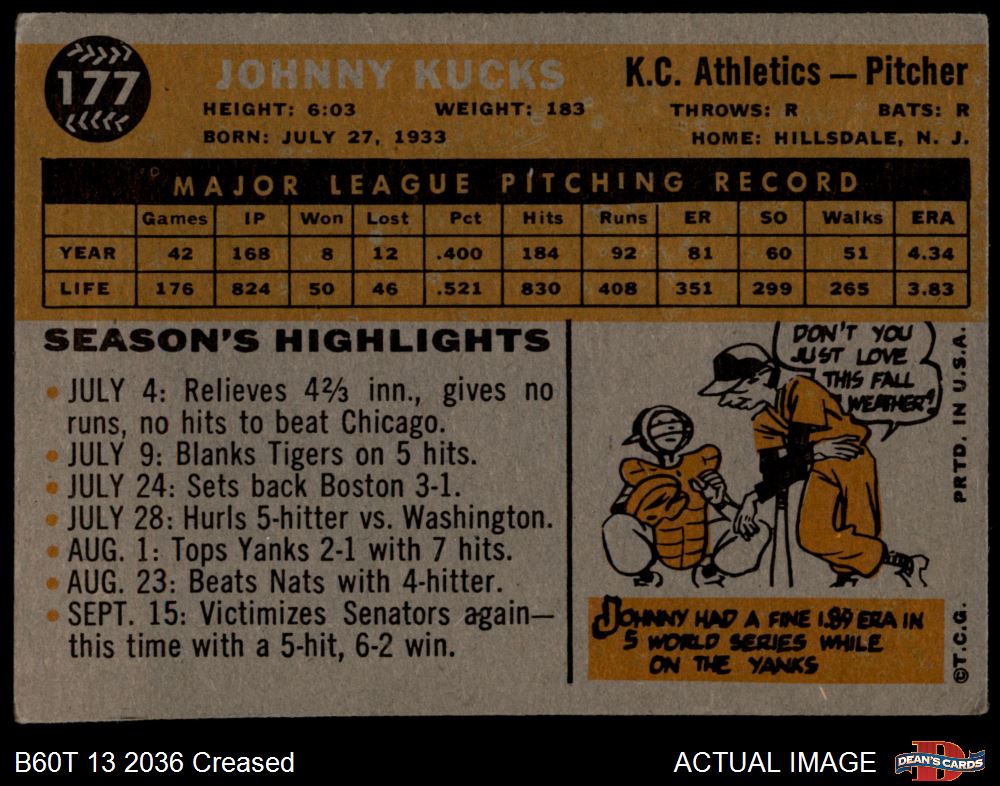 177
JOHNNY KUCKS
K.C. Athletics — Pitcher
HEIGHT: 6:03 WEIGHT: 183 THROWS: R BATS: R
BORN: JULY 27, 1933 HOME: HILLSDALE, N. J.
MAJOR LEAGUE PITCHING RECORD
Games IP Won Lost Pct Hits Runs ER SO Walks ERA
YEAR 42 168 8 12 .400 184 92 81 60 51 4.34
LIFE 176 824 50 46 .521 830 408 351 299 265 3.83
SEASON'S HIGHLIGHTS
• JULY 4: Relieves 4⅔ inn., gives no
runs, no hits to beat Chicago.
• JULY 9: Blanks Tigers on 5 hits.
• JULY 24: Sets back Boston 3-1.
• JULY 28: Hurls 5-hitter vs. Washington.
• AUG. 1: Tops Yanks 2-1 with 7 hits.
• AUG. 23: Beats Nats with 4-hitter.
• SEPT. 15: Victimizes Senators again—
this time with a 5-hit, 6-2 win.
DON'T YOU
JUST LOVE
THIS FALL
WEATHER?
JOHNNY HAD A FINE 1.89 ERA IN
5 WORLD SERIES WHILE
ON THE YANKS
PRTD. IN U.S.A.
©T.C.G.
B60T 13 2036 Creased
ACTUAL IMAGE
D
DEAN'S CARDS